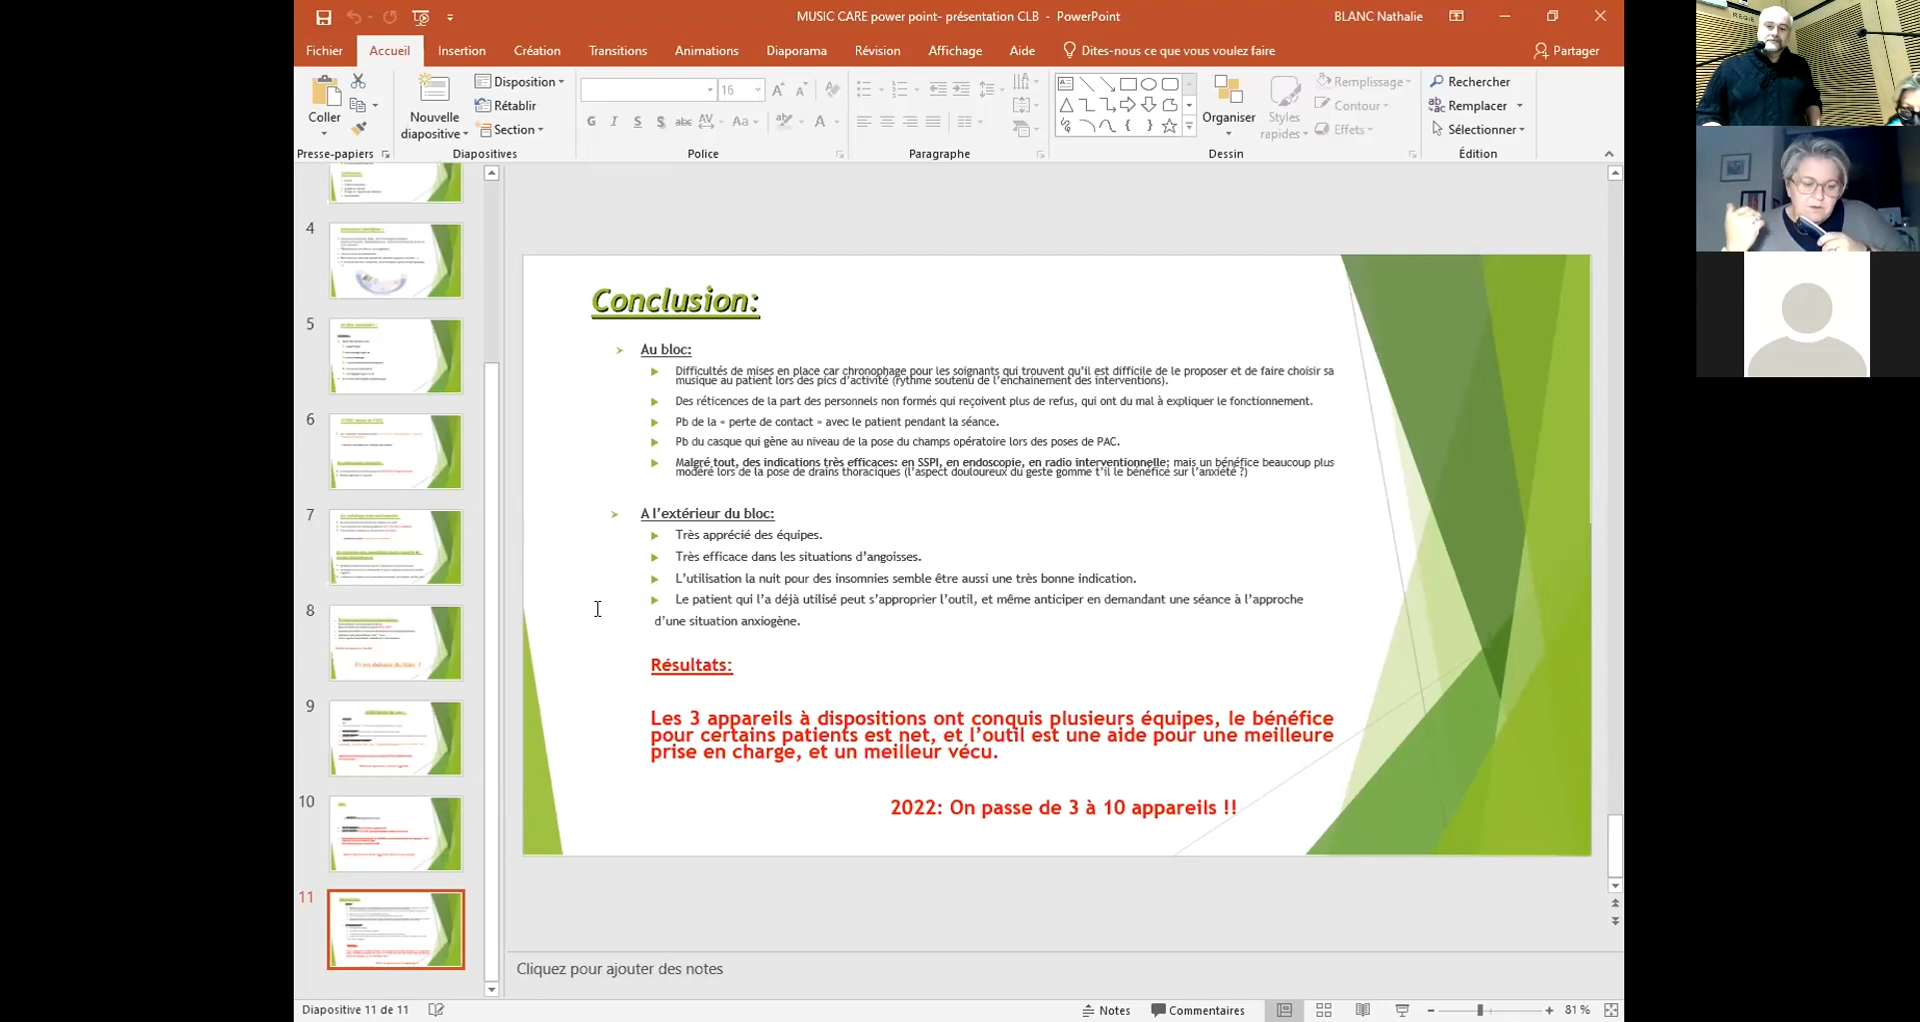 MUSIC CARE power point- présentation CLB - PowerPoint
BLANC Nathalie
Fichier
Accueil
Insertion
Création
Transitions
Animations
Diaporama
Révision
Affichage
Aide
Dites-nous ce que vous voulez faire
Partager
Coller
Nouvelle diapositive
Disposition
Rétablir
Section
16
G I S S abc AV Aa A
Organiser
Styles rapides
Remplissage
Contour
Effets
Rechercher
Remplacer
Sélectionner
Presse-papiers
Diapositives
Police
Paragraphe
Dessin
Édition
4
5
6
7
8
9
10
11
REGIE
Conclusion:
Au bloc:
Difficultés de mises en place car chronophage pour les soignants qui trouvent qu'il est difficile de le proposer et de faire choisir sa
musique au patient lors des pics d'activité (rythme soutenu de l'enchainement des interventions).
Des réticences de la part des personnels non formés qui reçoivent plus de refus, qui ont du mal à expliquer le fonctionnement.
Pb de la « perte de contact » avec le patient pendant la séance.
Pb du casque qui gène au niveau de la pose du champs opératoire lors des poses de PAC.
Malgré tout, des indications très efficaces: en SSPI, en endoscopie, en radio interventionnelle; mais un bénéfice beaucoup plus
modéré lors de la pose de drains thoraciques (l'aspect douloureux du geste gomme t'il le bénéfice sur l'anxiété ?)
A l'extérieur du bloc:
Très apprécié des équipes.
Très efficace dans les situations d'angoisses.
L'utilisation la nuit pour des insomnies semble être aussi une très bonne indication.
Le patient qui l'a déjà utilisé peut s'approprier l'outil, et même anticiper en demandant une séance à l'approche
d'une situation anxiogène.
Résultats:
Les 3 appareils à dispositions ont conquis plusieurs équipes, le bénéfice
pour certains patients est net, et l'outil est une aide pour une meilleure
prise en charge, et un meilleur vécu.
2022: On passe de 3 à 10 appareils !!
Cliquez pour ajouter des notes
Diapositive 11 de 11
Notes
Commentaires
81 %